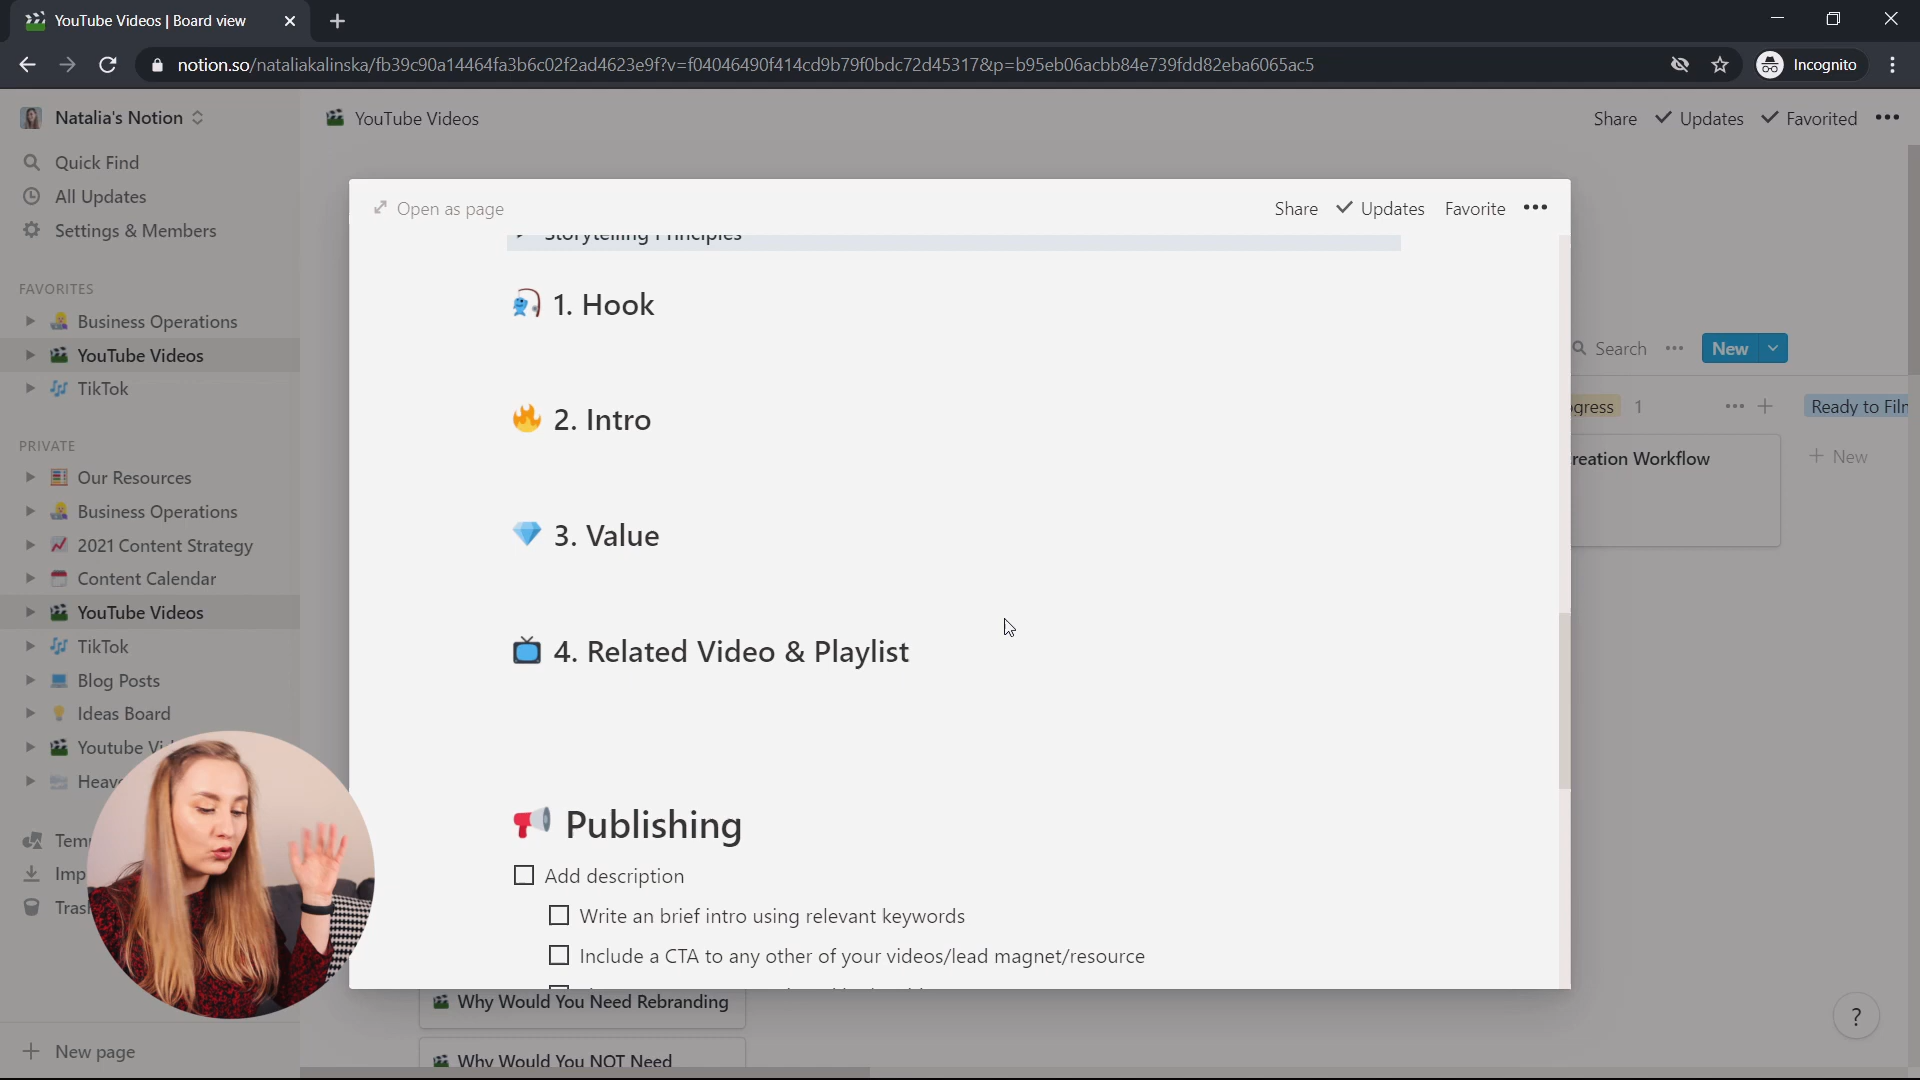 YouTube Videos | Board view
notion.so/nataliakalinska/fb39c90a14464fa3b6c02f2ad4623e9f?v=f04046490f414cd9b79f0bdc72d45317&p=b95eb06acbb84e739fdd82eba6065ac5
Incognito
Natalia's Notion
YouTube Videos
Share
Updates
Favorited
Quick Find
All Updates
Settings & Members
FAVORITES
Business Operations
YouTube Videos
TikTok
PRIVATE
Our Resources
Business Operations
2021 Content Strategy
Content Calendar
YouTube Videos
TikTok
Blog Posts
Ideas Board
Youtube
New page
Open as page
Share
Updates
Favorite
Storytelling Principles
1. Hook
2. Intro
3. Value
4. Related Video & Playlist
Publishing
Add description
Write an brief intro using relevant keywords
Include a CTA to any other of your videos/lead magnet/resource
Search
New
1
Ready to
Workflow
New
Why Would You Need Rebranding
Why Would You NOT Need
?